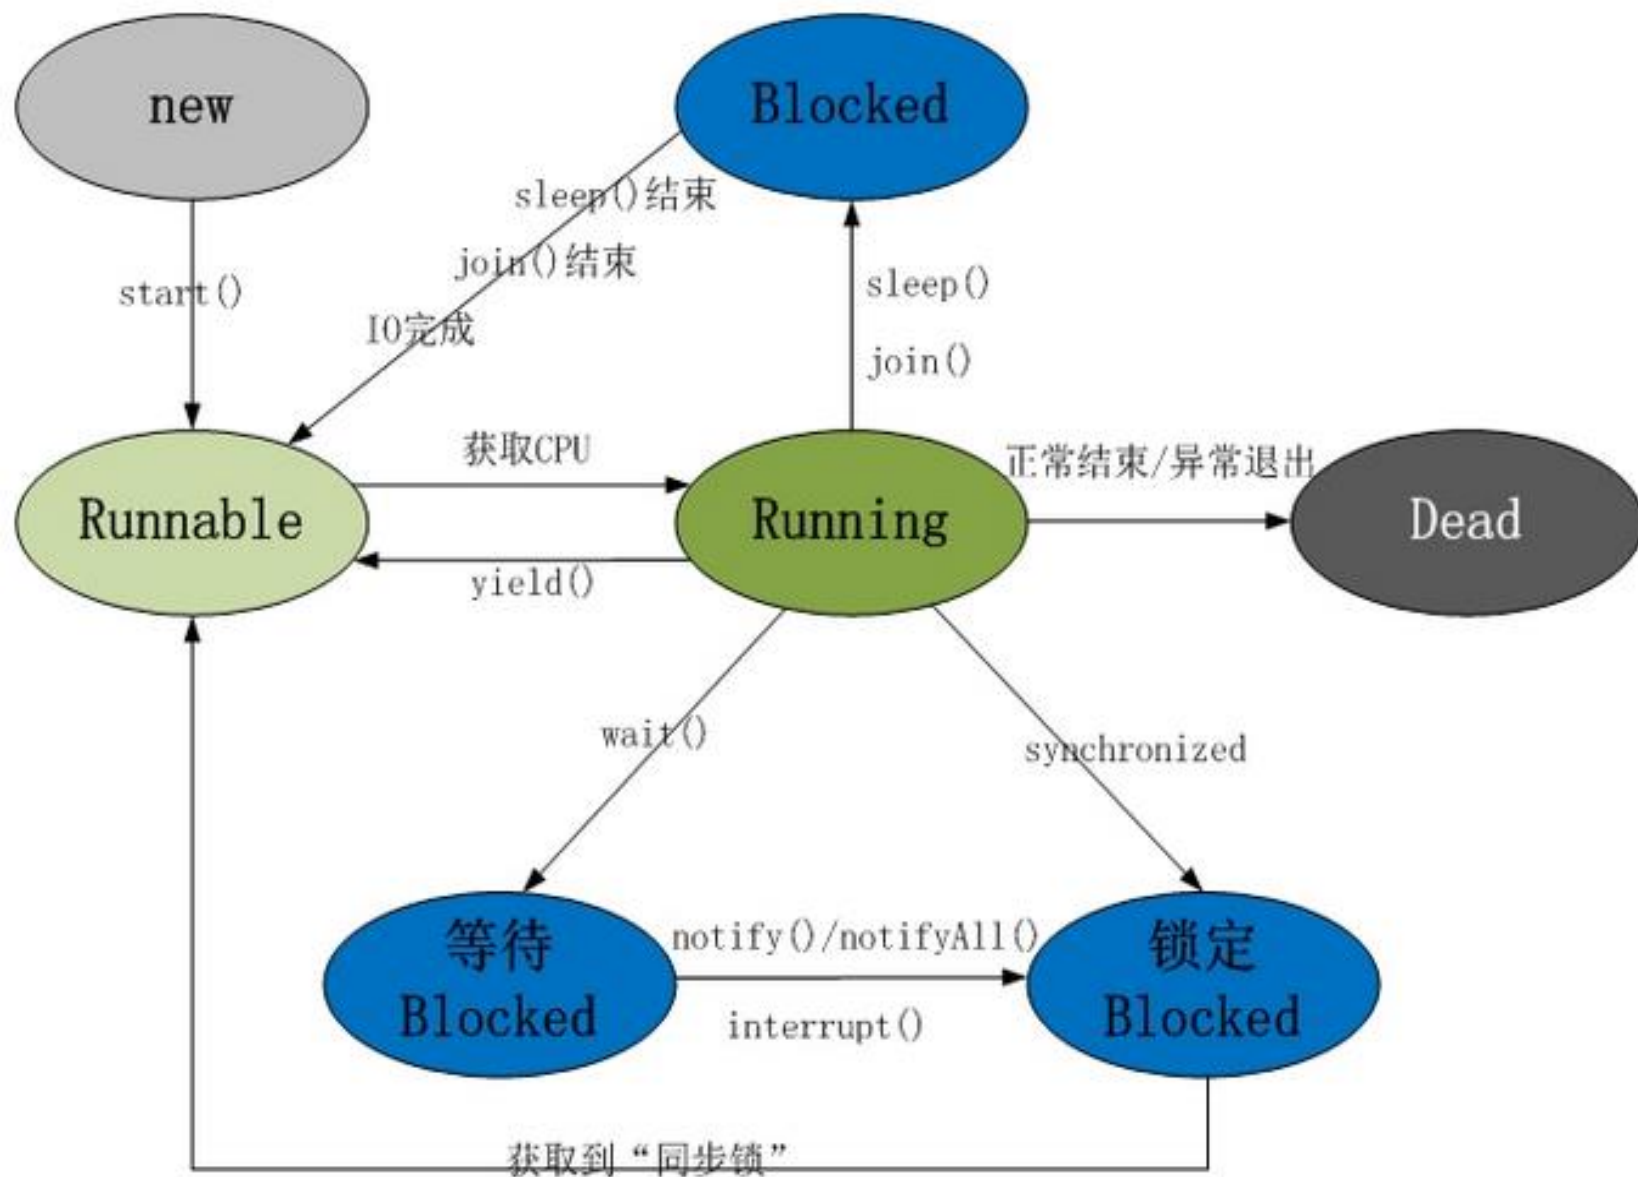 new
Blocked
sleep()结束
join()结束
IO完成
start()
sleep()
join()
获取CPU
正常结束/异常退出
Runnable
Running
Dead
yield()
wait()
synchronized
等待
Blocked
notify()/notifyAll()
interrupt()
锁定
Blocked
获取到“同步锁”